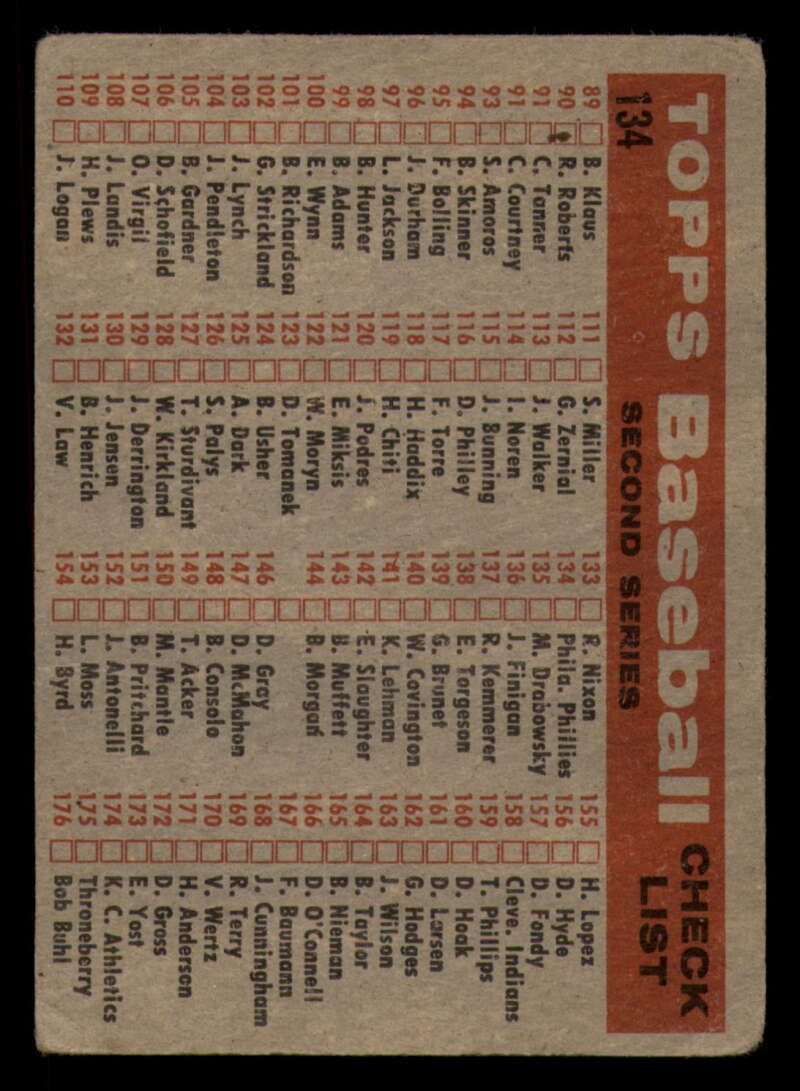 TOPPS Baseball CHECK LIST
134 SECOND SERIES
89 B. Klaus
90 R. Roberts
91 C. Tanner
91 C. Courtney
93 S. Amoros
94 B. Skinner
95 F. Bolling
96 J. Durham
97 L. Jackson
98 B. Hunter
99 B. Adams
100 E. Wynn
101 B. Richardson
102 G. Strickland
103 J. Lynch
104 J. Pendleton
105 B. Gardner
106 D. Schofield
107 O. Virgil
108 J. Landis
109 H. Plews
110 J. Logan
111 S. Miller
112 G. Zernial
113 J. Walker
114 I. Noren
115 J. Bunning
116 D. Philley
117 F. Torre
118 H. Haddix
119 H. Chiti
120 J. Podres
121 E. Miksis
122 W. Moryn
123 D. Tomanek
124 B. Usher
125 A. Dark
126 S. Palys
127 T. Sturdivant
128 W. Kirkland
129 J. Derrington
130 J. Jensen
131 B. Henrich
132 V. Law
133 R. Nixon
134 Phila. Phillies
135 M. Drabowsky
136 J. Finigan
137 R. Kemmerer
138 E. Torgeson
139 G. Brunet
140 W. Covington
141 K. Lehman
142 E. Slaughter
143 B. Muffett
144 B. Morgan
146 D. Gray
147 D. McMahon
148 B. Consolo
149 T. Acker
150 M. Mantle
151 B. Pritchard
152 J. Antonelli
153 L. Moss
154 H. Byrd
155 H. Lopez
156 D. Hyde
157 D. Fondy
158 Cleve. Indians
159 T. Phillips
160 D. Hoak
161 D. Larsen
162 G. Hodges
163 J. Wilson
164 B. Taylor
165 B. Nieman
166 D. O'Connell
167 F. Baumann
168 J. Cunningham
169 R. Terry
170 V. Wertz
171 H. Anderson
172 D. Gross
173 E. Yost
174 K. C. Athletics
175 Throneberry
176 Bob Buhl